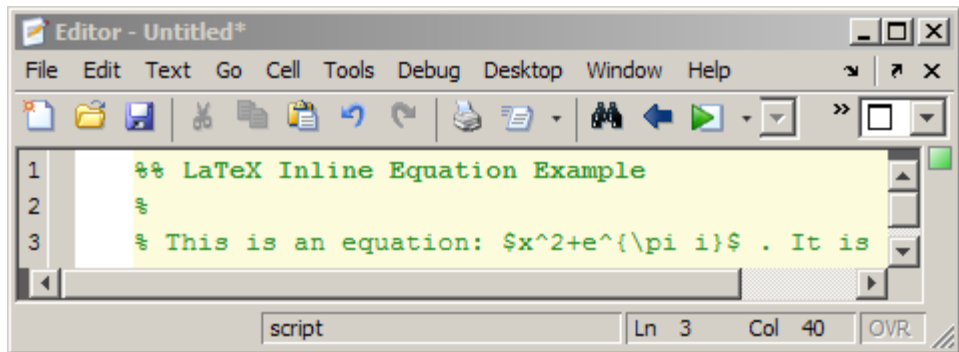 Editor - Untitled*
File Edit Text Go Cell Tools Debug Desktop Window Help
1 %% LaTeX Inline Equation Example
2 %
3 % This is an equation: $x^2+e^{\pi i}$ . It is
script Ln 3 Col 40 OVR